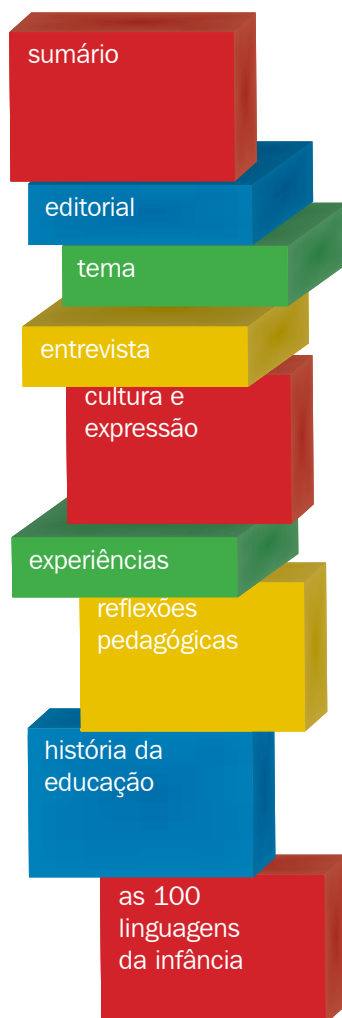 sumário
editorial
tema
entrevista
cultura e
expressão
experiências
reflexões
pedagógicas
história da
educação
as 100
linguagens
da infância